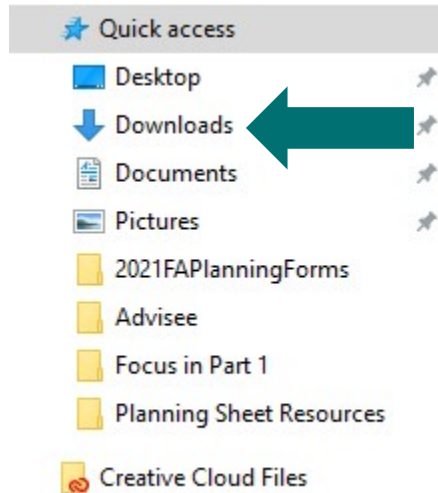 Quick access
Desktop
Downloads
Documents
Pictures
2021FAPlanningForms
Advisee
Focus in Part 1
Planning Sheet Resources
Creative Cloud Files